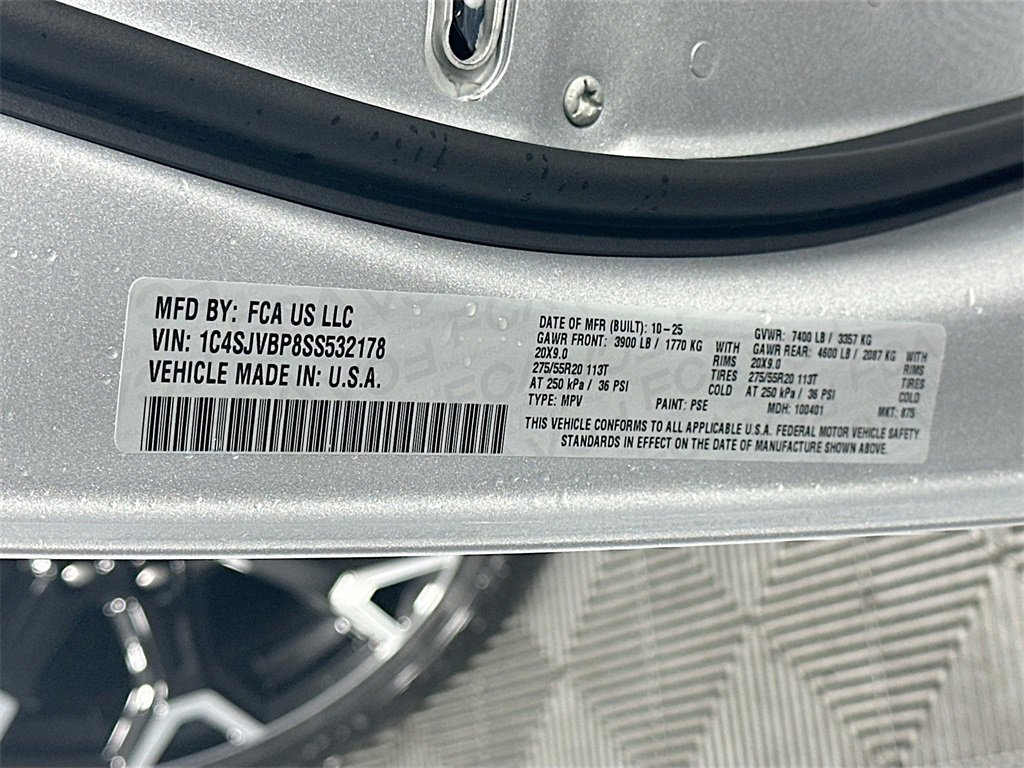 MFD BY: FCA US LLC
VIN: 1C4SJVBP8SS532178
VEHICLE MADE IN: U.S.A.
DATE OF MFR (BUILT): 10-25 GVWR: 7400 LB / 3357 KG
GAWR FRONT: 3900 LB / 1770 KG WITH GAWR REAR: 4600 LB / 2087 KG WITH
20X9.0 RIMS 20X9.0 RIMS
275/55R20 113T TIRES 275/55R20 113T TIRES
AT 250 kPa / 36 PSI COLD AT 250 kPa / 36 PSI COLD
TYPE: MPV PAINT: PSE MDH: 100401 MKT: 875
THIS VEHICLE CONFORMS TO ALL APPLICABLE U.S.A. FEDERAL MOTOR VEHICLE SAFETY
STANDARDS IN EFFECT ON THE DATE OF MANUFACTURE SHOWN ABOVE.